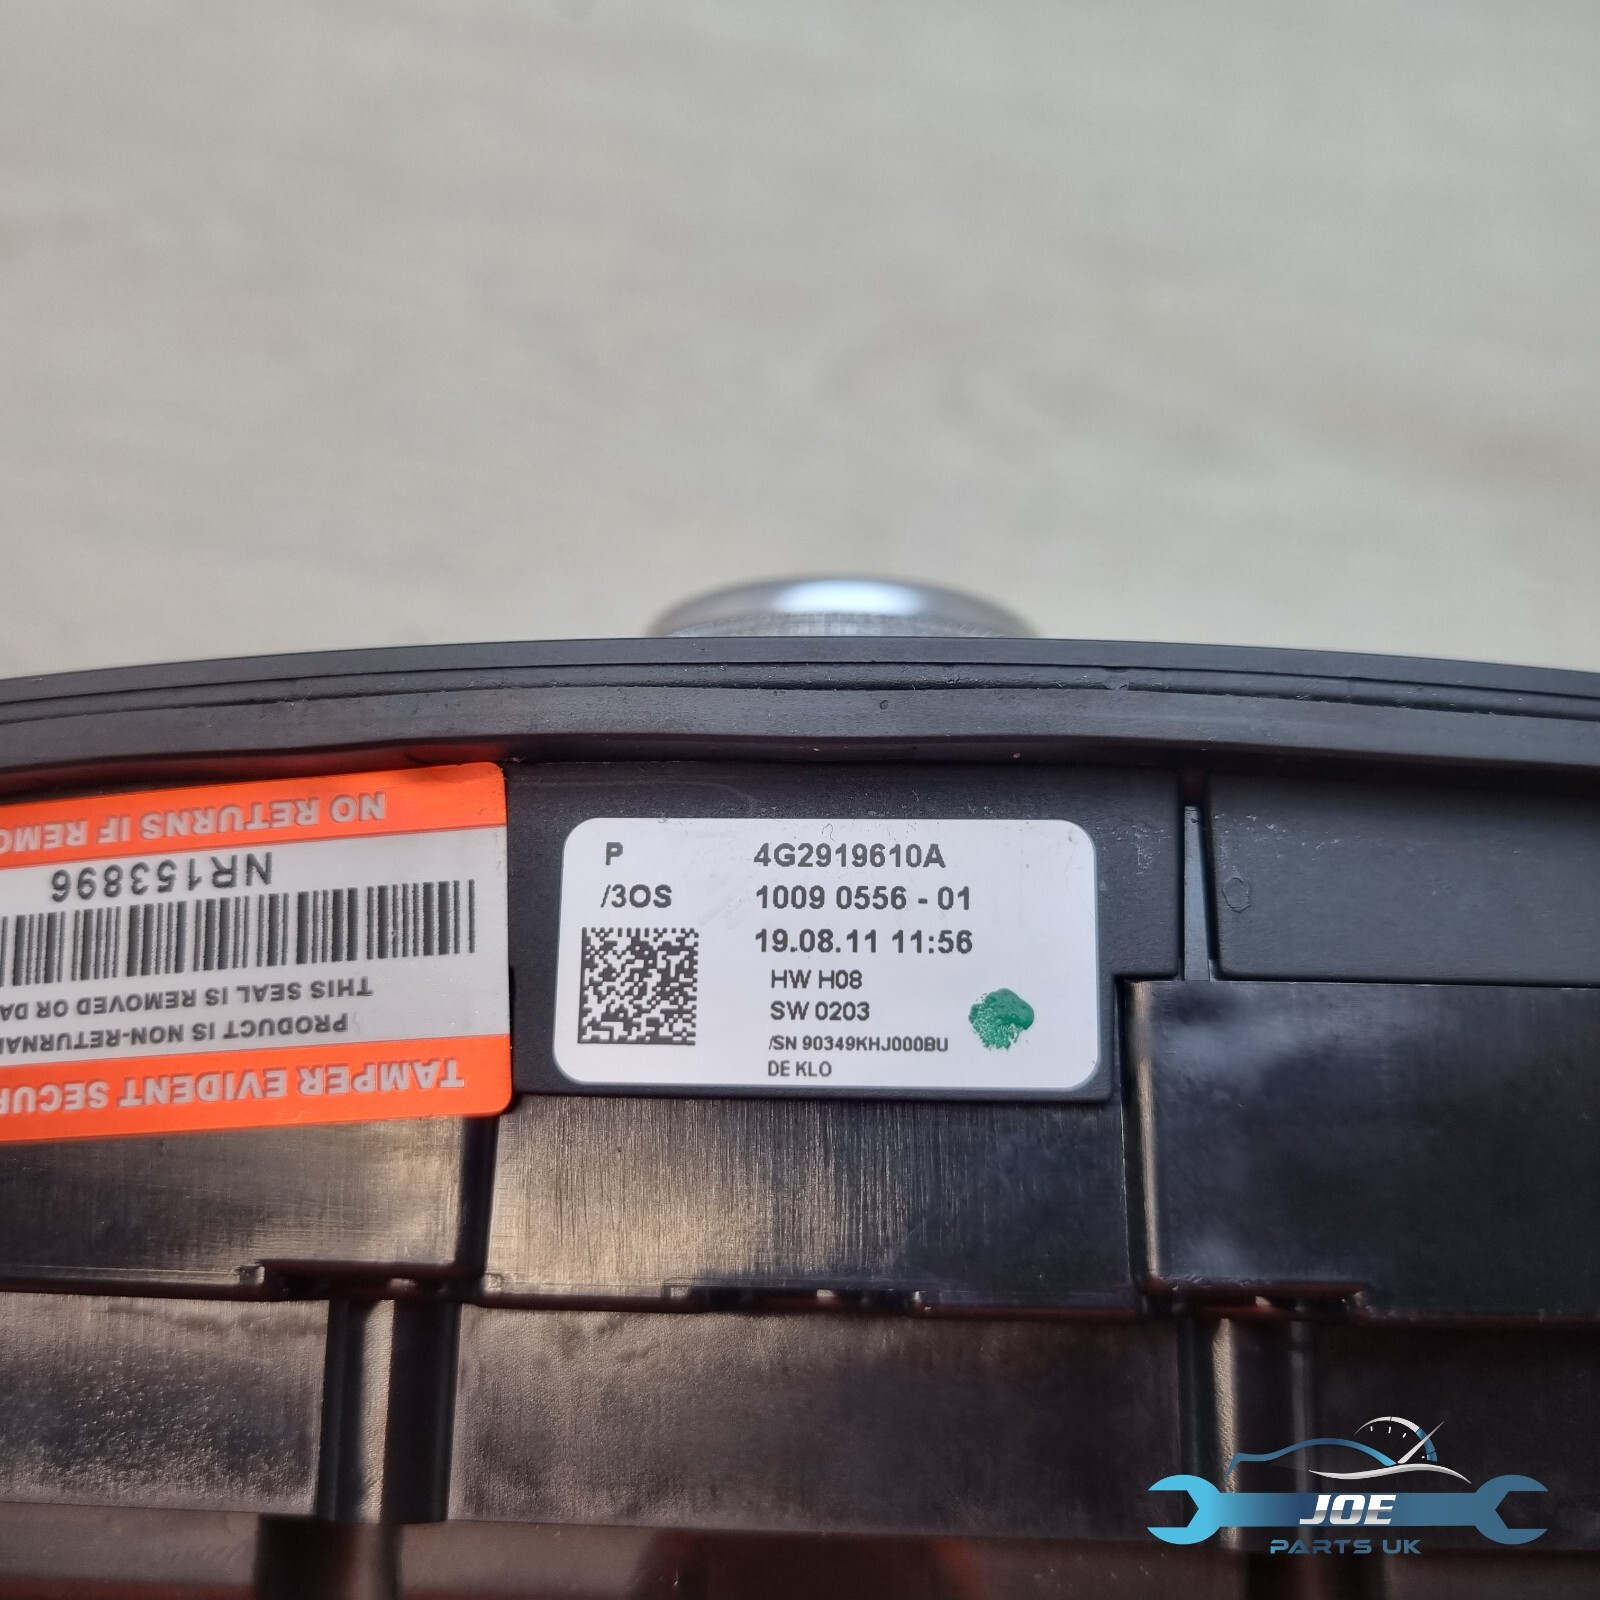 NO RETURNS IF REMO
NR153896
THIS SEAL IS REMOVED OR DA
PRODUCT IS NON-RETURNA
TAMPER EVIDENT SECUR
P 4G2919610A
/3OS 1009 0556 - 01
19.08.11 11:56
HW H08
SW 0203
/SN 90349KHJ000BU
DE KLO
JOE
PARTS UK